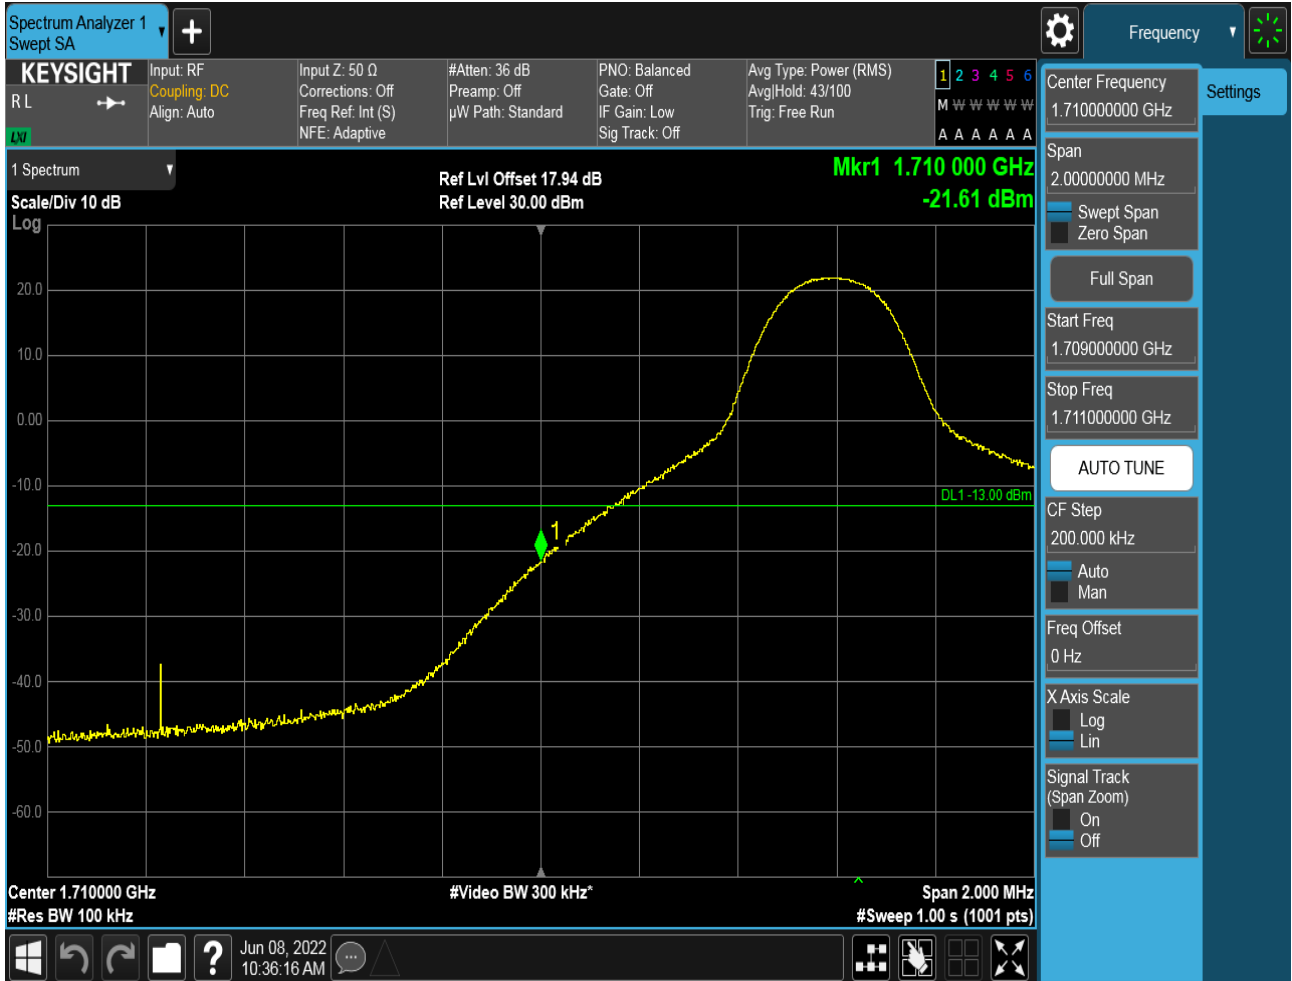 Spectrum Analyzer 1
Swept SA
Frequency
KEYSIGHT
R L
LXI
Input: RF
Coupling: DC
Align: Auto
Input Z: 50 Ω
Corrections: Off
Freq Ref: Int (S)
NFE: Adaptive
#Atten: 36 dB
Preamp: Off
µW Path: Standard
PNO: Balanced
Gate: Off
IF Gain: Low
Sig Track: Off
Avg Type: Power (RMS)
Avg|Hold: 43/100
Trig: Free Run
1 2 3 4 5 6
M W W W W W
A A A A A A
1 Spectrum
Scale/Div 10 dB
Ref Lvl Offset 17.94 dB
Ref Level 30.00 dBm
Mkr1 1.710 000 GHz
-21.61 dBm
Log
20.0
10.0
0.00
-10.0
-20.0
-30.0
-40.0
-50.0
-60.0
DL1 -13.00 dBm
1
Center 1.710000 GHz
#Video BW 300 kHz*
Span 2.000 MHz
#Res BW 100 kHz
#Sweep 1.00 s (1001 pts)
Center Frequency
1.710000000 GHz
Settings
Span
2.00000000 MHz
Swept Span
Zero Span
Full Span
Start Freq
1.709000000 GHz
Stop Freq
1.711000000 GHz
AUTO TUNE
CF Step
200.000 kHz
Auto
Man
Freq Offset
0 Hz
X Axis Scale
Log
Lin
Signal Track
(Span Zoom)
On
Off
?
Jun 08, 2022
10:36:16 AM